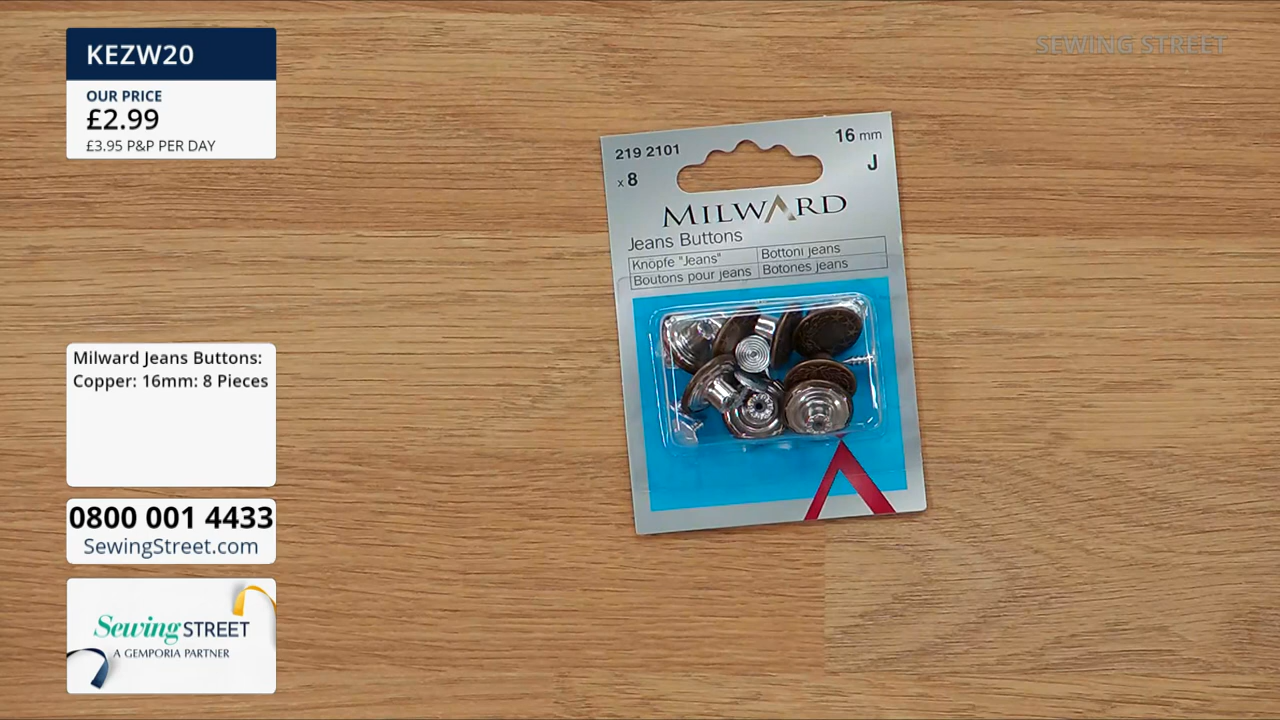 KEZW20
OUR PRICE
£2.99
£3.95 P&P PER DAY
SEWING STREET
219 2101
16 mm
x 8
J
MILWARD
Jeans Buttons
Knöpfe "Jeans"
Bottoni jeans
Boutons pour jeans
Botones jeans
Milward Jeans Buttons:
Copper: 16mm: 8 Pieces
0800 001 4433
SewingStreet.com
Sewing STREET
A GEMPORIA PARTNER